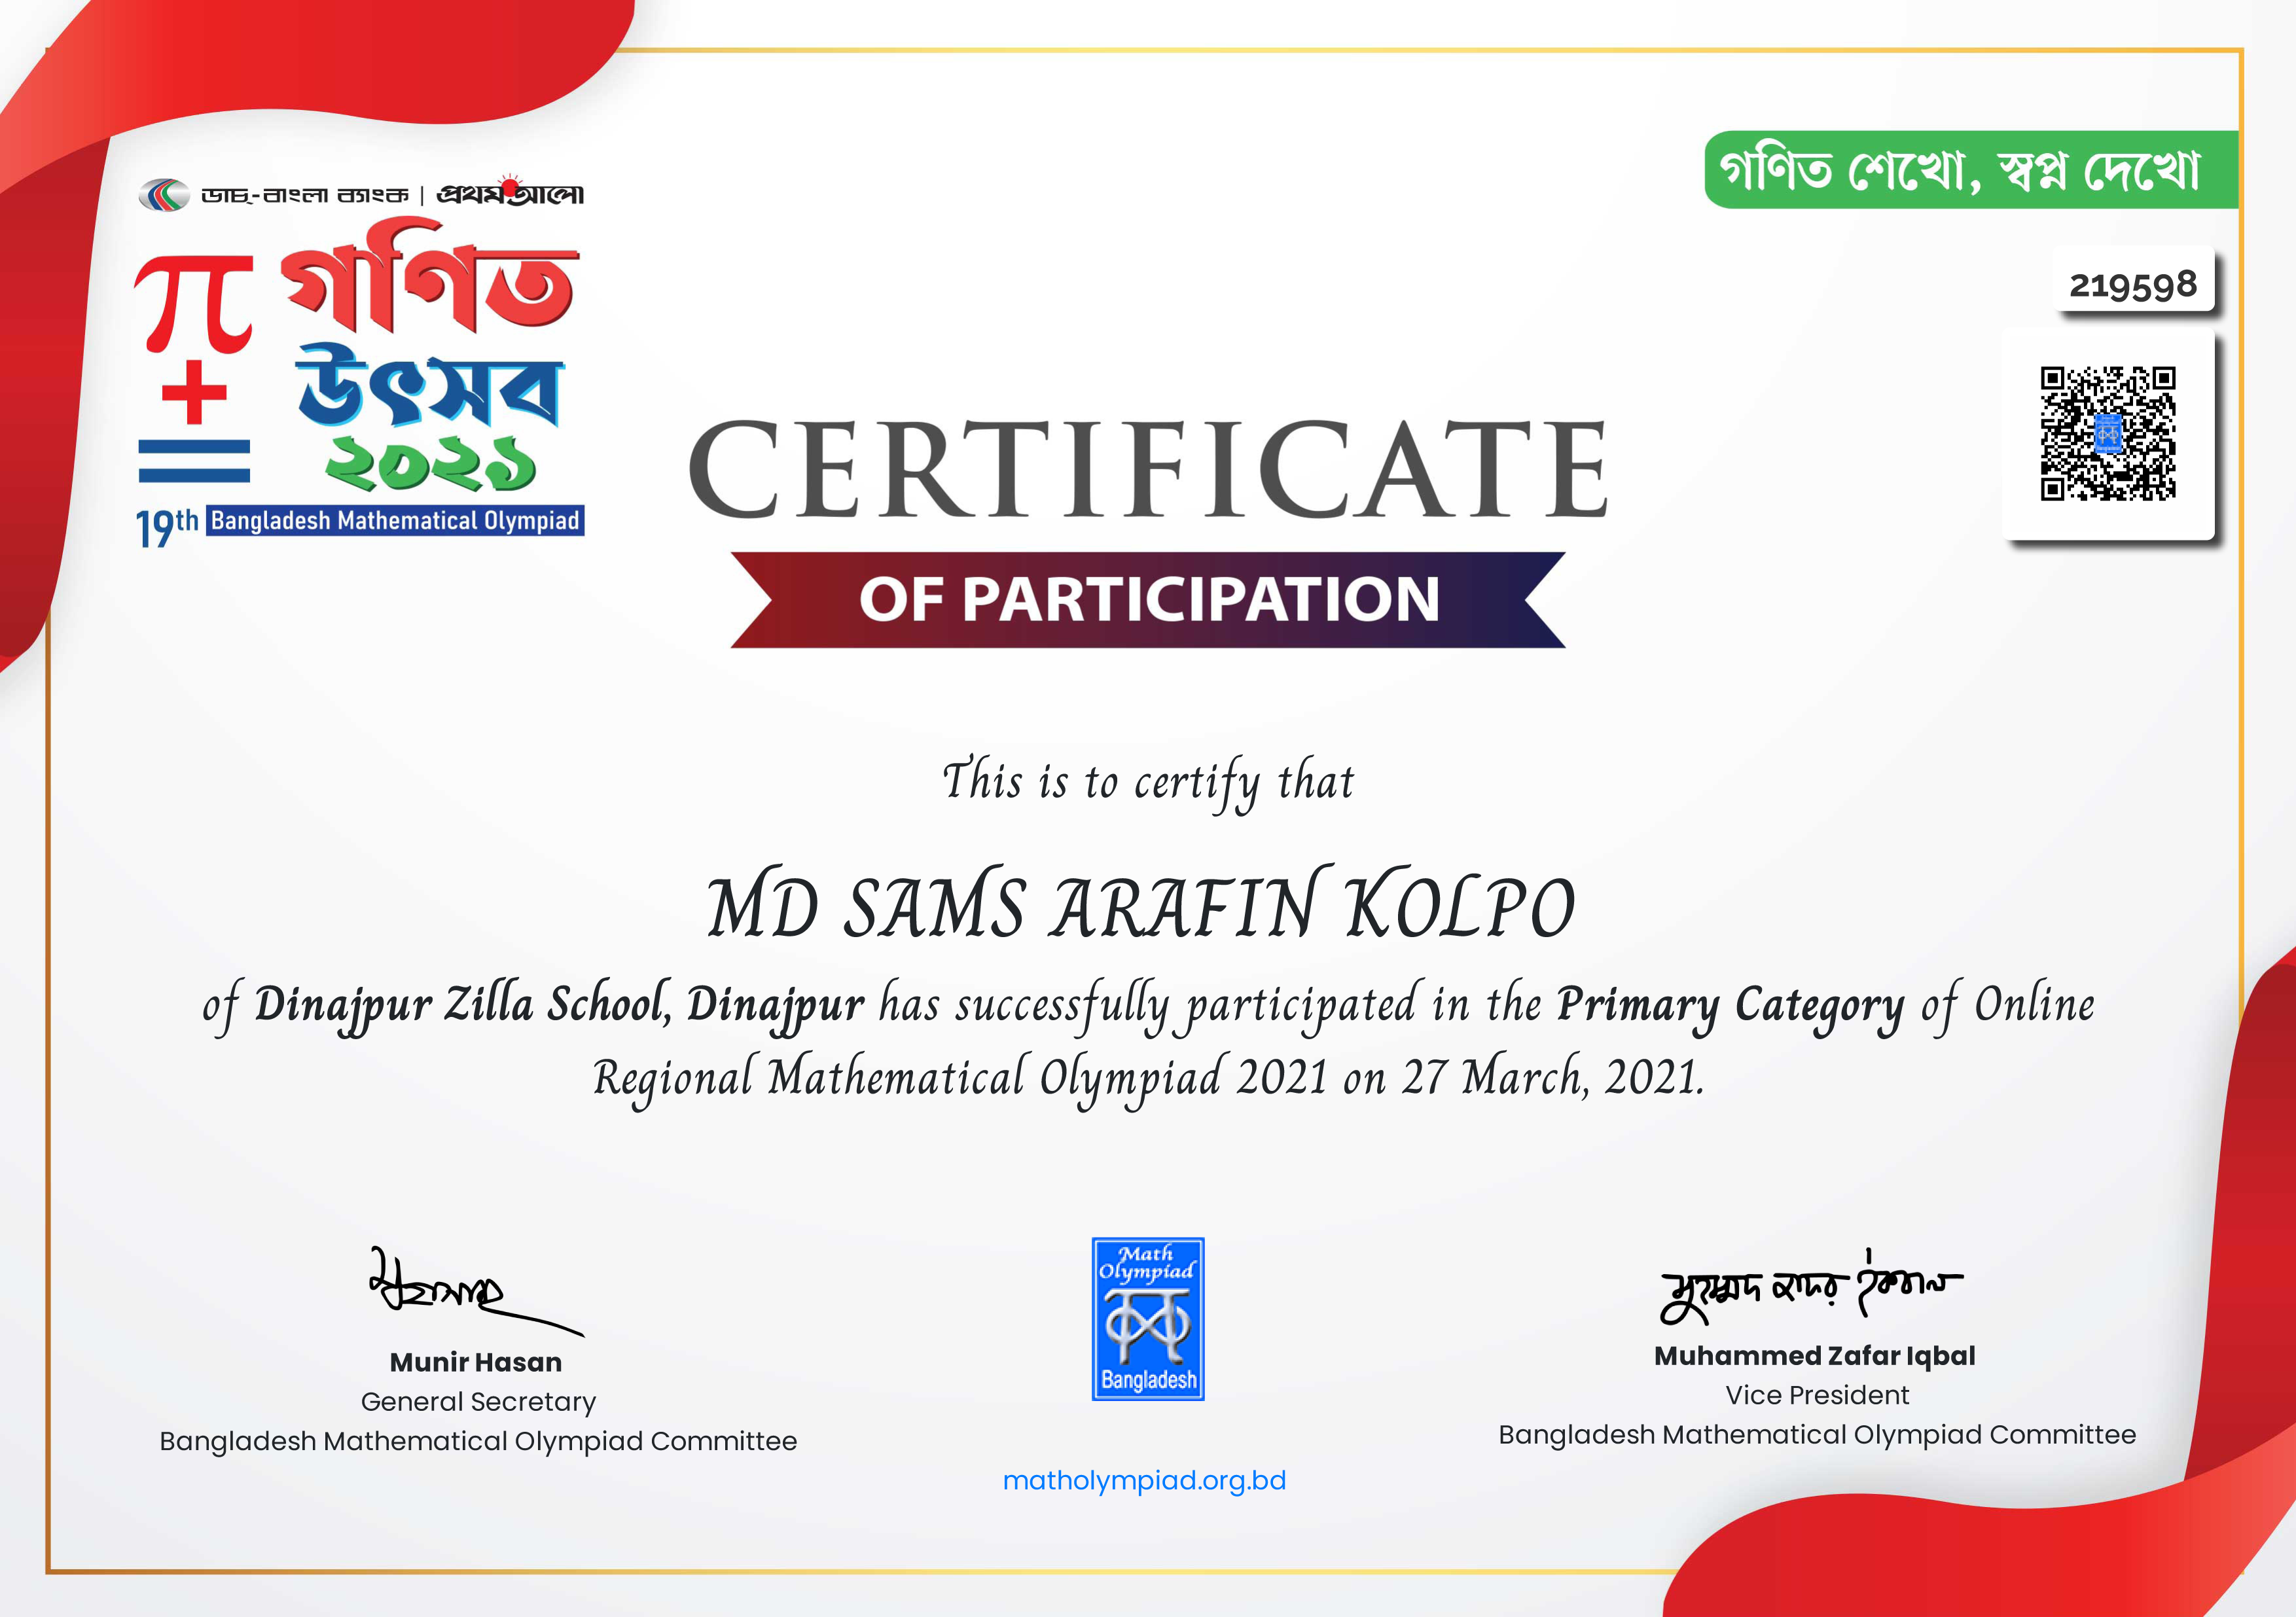 ডাচ্-বাংলা ব্যাংক | প্রথম আলো
গণিত
উৎসব
২০২১
19th Bangladesh Mathematical Olympiad
গণিত শেখো, স্বপ্ন দেখো
219598
CERTIFICATE
OF PARTICIPATION
This is to certify that
MD SAMS ARAFIN KOLPO
of Dinajpur Zilla School, Dinajpur has successfully participated in the Primary Category of Online
Regional Mathematical Olympiad 2021 on 27 March, 2021.
Munir Hasan
General Secretary
Bangladesh Mathematical Olympiad Committee
Math
Olympiad
Bangladesh
matholympiad.org.bd
মুহম্মদ জাফর ইকবাল
Muhammed Zafar Iqbal
Vice President
Bangladesh Mathematical Olympiad Committee